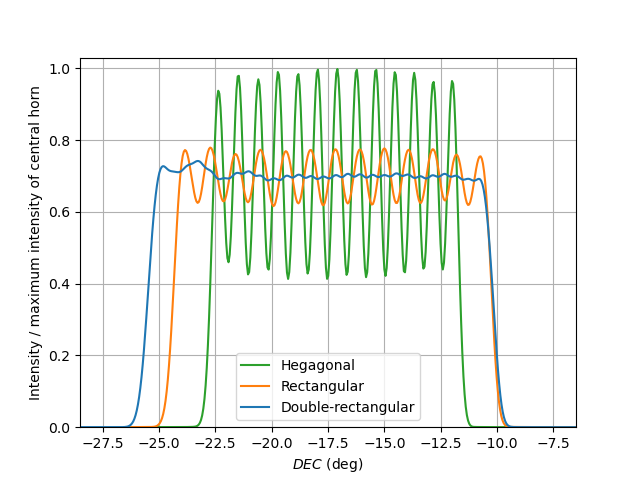 1.0
0.8
0.6
0.4
0.2
0.0
Intensity / maximum intensity of central horn
Hegagonal
Rectangular
Double-rectangular
−27.5 −25.0 −22.5 −20.0 −17.5 −15.0 −12.5 −10.0 −7.5
DEC (deg)